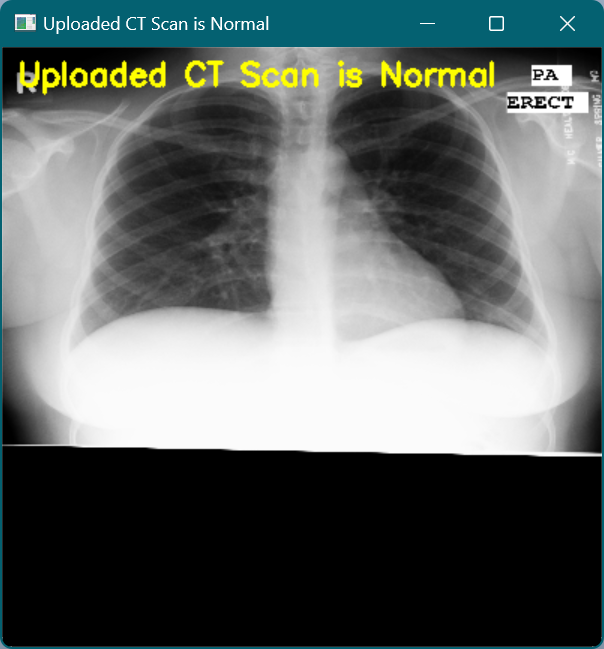 Uploaded CT Scan is Normal
Uploaded CT Scan is Normal
R
PA
ERECT